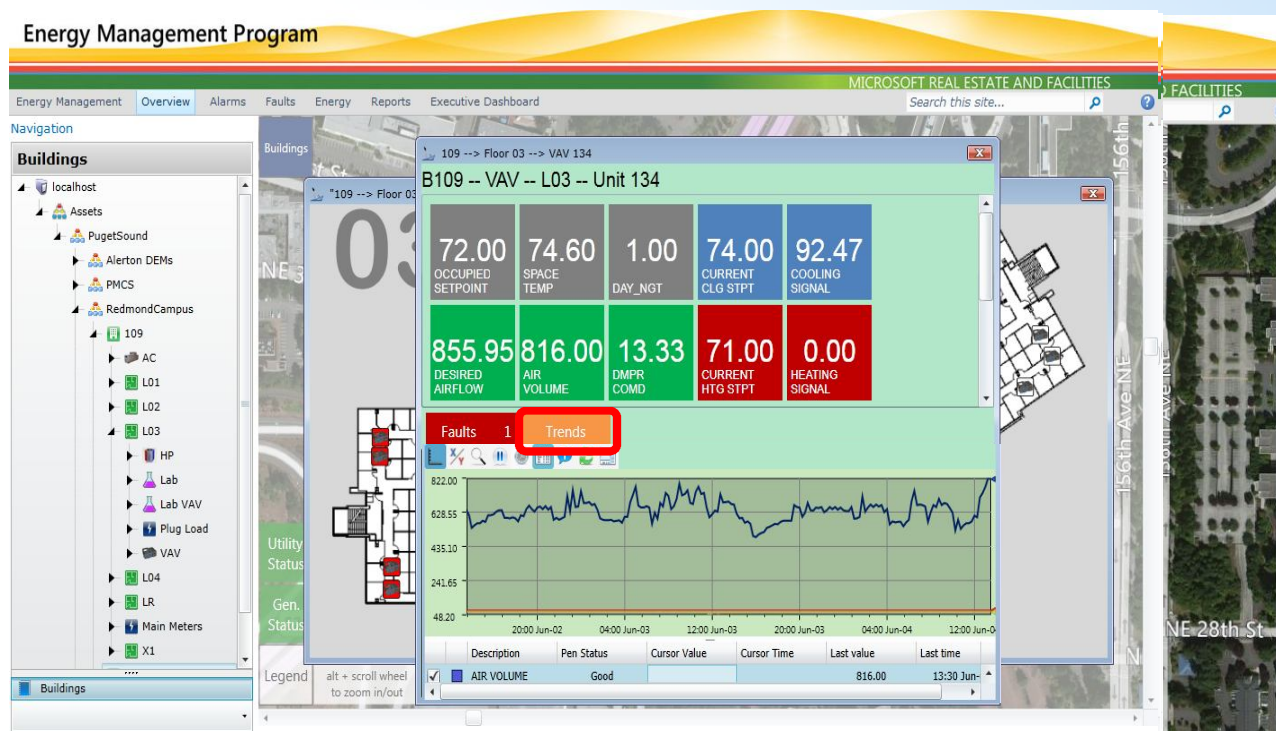 Energy Management Program
MICROSOFT REAL ESTATE AND FACILITIES
FACILITIES
Energy Management Overview Alarms Faults Energy Reports Executive Dashboard
Search this site...
Navigation
Buildings
localhost
Assets
PugetSound
Alerton DEMs
PMCS
RedmondCampus
109
AC
L01
L02
L03
HP
Lab
Lab VAV
Plug Load
VAV
L04
LR
Main Meters
X1
Buildings
Buildings
"109 --> Floor 03
03
NE 3
Utility
Status
Gen.
Status
Legend
alt + scroll wheel
to zoom in/out
109 --> Floor 03 --> VAV 134
B109 -- VAV -- L03 -- Unit 134
72.00
OCCUPIED
SETPOINT
74.60
SPACE
TEMP
1.00
DAY_NGT
74.00
CURRENT
CLG STPT
92.47
COOLING
SIGNAL
855.95
DESIRED
AIRFLOW
816.00
AIR
VOLUME
13.33
DMPR
COMD
71.00
CURRENT
HTG STPT
0.00
HEATING
SIGNAL
Faults 1 Trends
822.00
628.55
435.10
241.65
48.20
20:00 Jun-02 04:00 Jun-03 12:00 Jun-03 20:00 Jun-03 04:00 Jun-04 12:00 Jun-0
Description Pen Status Cursor Value Cursor Time Last value Last time
AIR VOLUME Good 816.00 13:30 Jun-
156th
156th Ave NE
N
NE 28th St